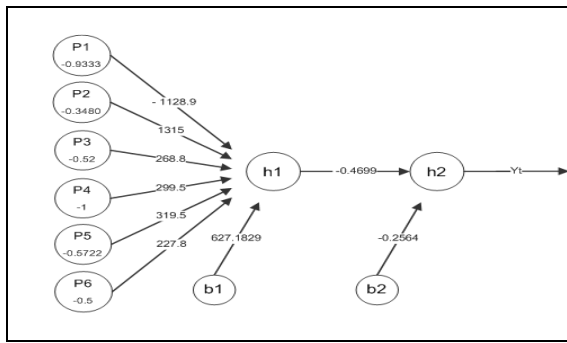 P1
-0.9333
P2
-0.3480
P3
-0.52
P4
-1
P5
-0.5722
P6
-0.5
- 1128.9
1315
268.8
299.5
319.5
227.8
h1
-0.4699
h2
Yt
627.1829
b1
-0.2564
b2